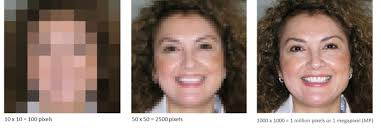 10 x 10 = 100 pixels
50 x 50 = 2500 pixels
1000 x 1000 = 1 million pixels or 1 megapixel (MP)